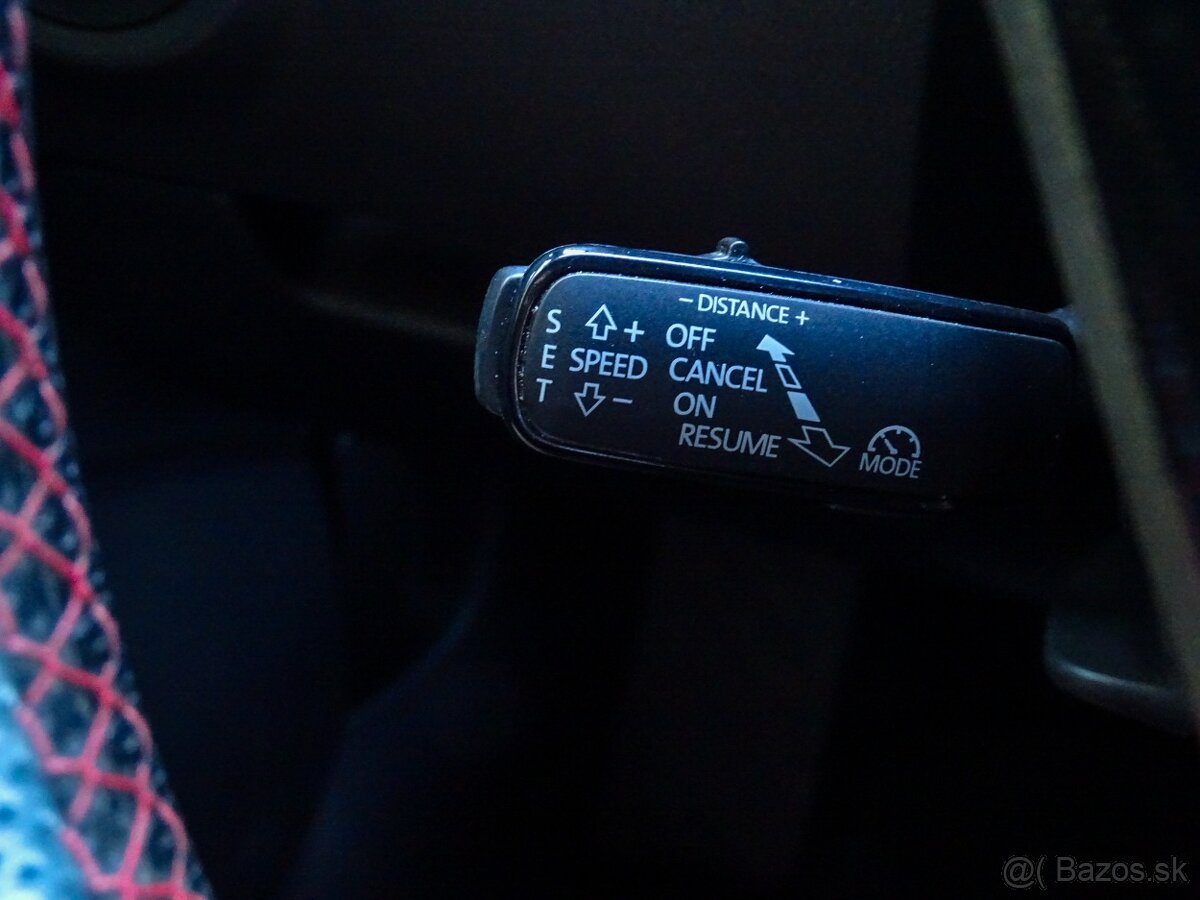 - DISTANCE +
S
E
T
+
SPEED
-
OFF
CANCEL
ON
RESUME
MODE
@( Bazos.sk